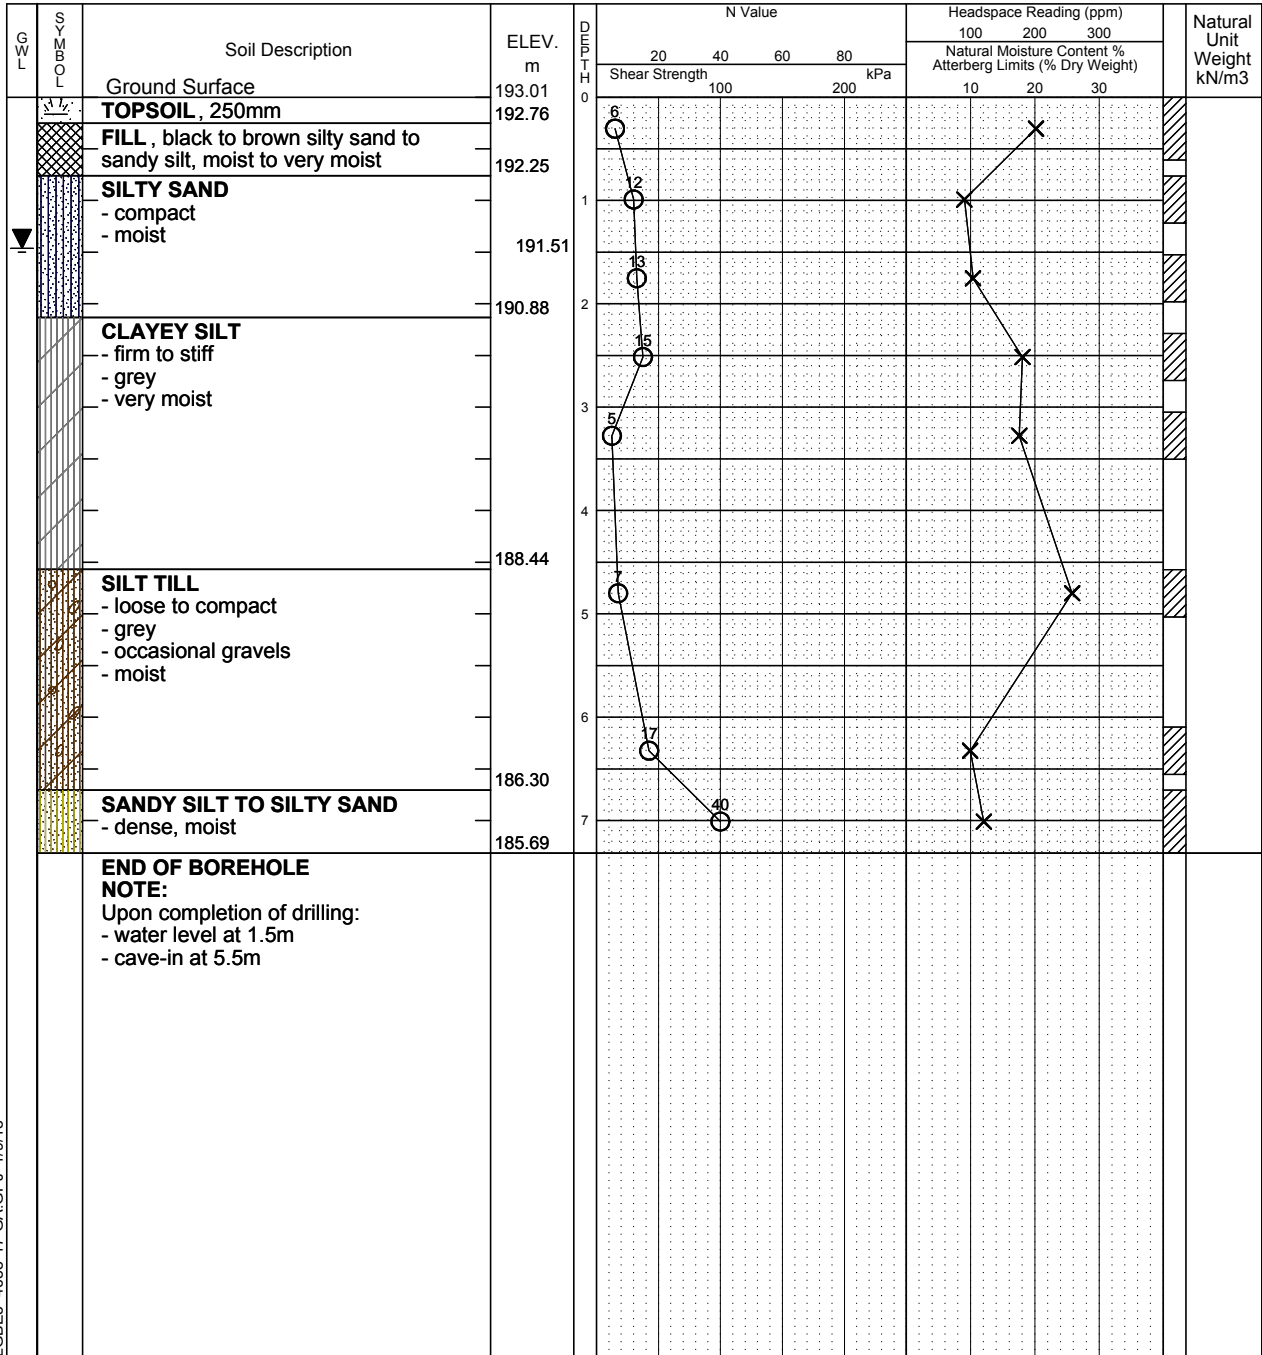 GWL
SYMBOL
Soil Description
Ground Surface
ELEV.
m
193.01
DEPTH
N Value
20 40 60 80
Shear Strength kPa
100 200
Headspace Reading (ppm)
100 200 300
Natural Moisture Content %
Atterberg Limits (% Dry Weight)
10 20 30
Natural
Unit
Weight
kN/m3
0
TOPSOIL, 250mm
192.76
6
FILL, black to brown silty sand to
sandy silt, moist to very moist
192.25
SILTY SAND
12
- compact
1
- moist
191.51
13
190.88
2
CLAYEY SILT
- firm to stiff
15
- grey
- very moist
3
5
4
188.44
SILT TILL
7
- loose to compact
5
- grey
- occasional gravels
- moist
6
17
186.30
SANDY SILT TO SILTY SAND
40
- dense, moist
7
185.69
END OF BOREHOLE
NOTE:
Upon completion of drilling:
- water level at 1.5m
- cave-in at 5.5m